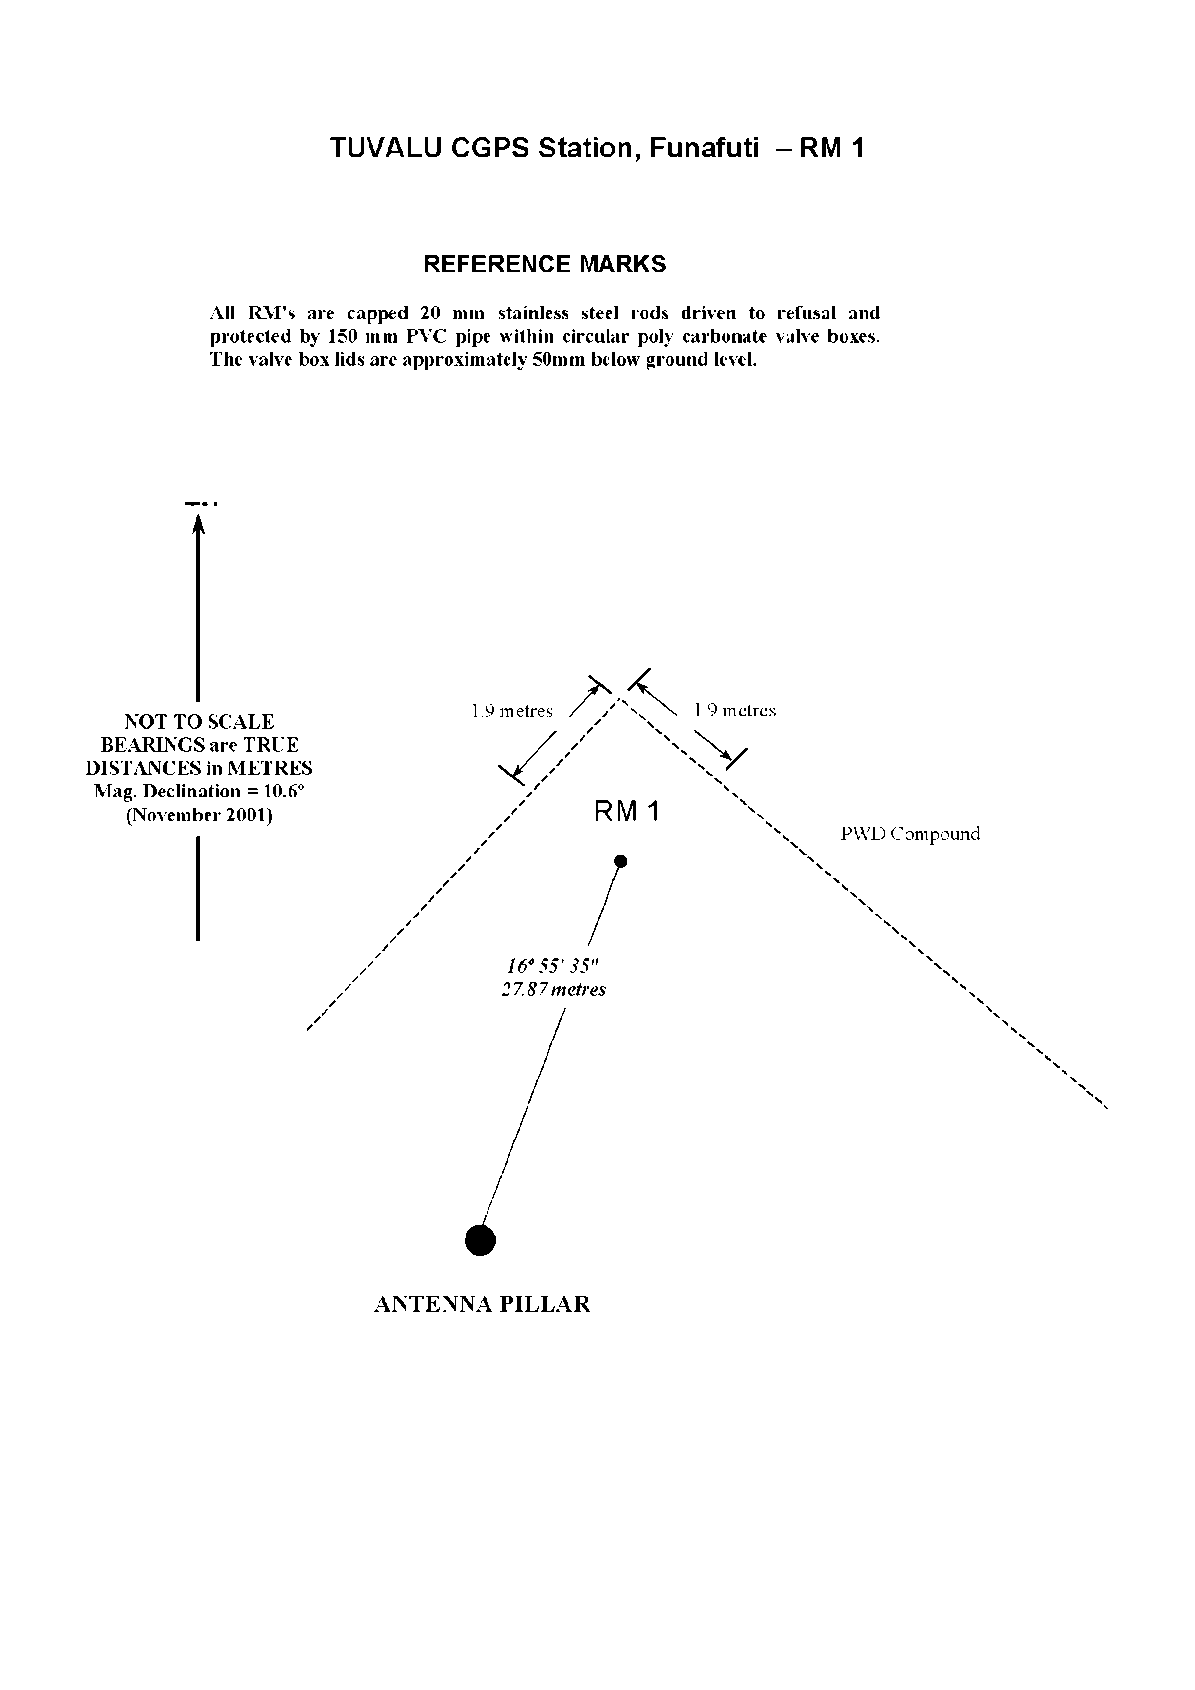 TUVALU CGPS Station, Funafuti – RM 1
REFERENCE MARKS
All RM's are capped 20 mm stainless steel rods driven to refusal and
protected by 150 mm PVC pipe within circular poly carbonate valve boxes.
The valve box lids are approximately 50mm below ground level.
1.9 metres
1.9 metres
NOT TO SCALE
BEARINGS are TRUE
DISTANCES in METRES
Mag. Declination = 10.6º
(November 2001)
RM 1
PWD Compound
16º 55' 35"
27.87 metres
ANTENNA PILLAR